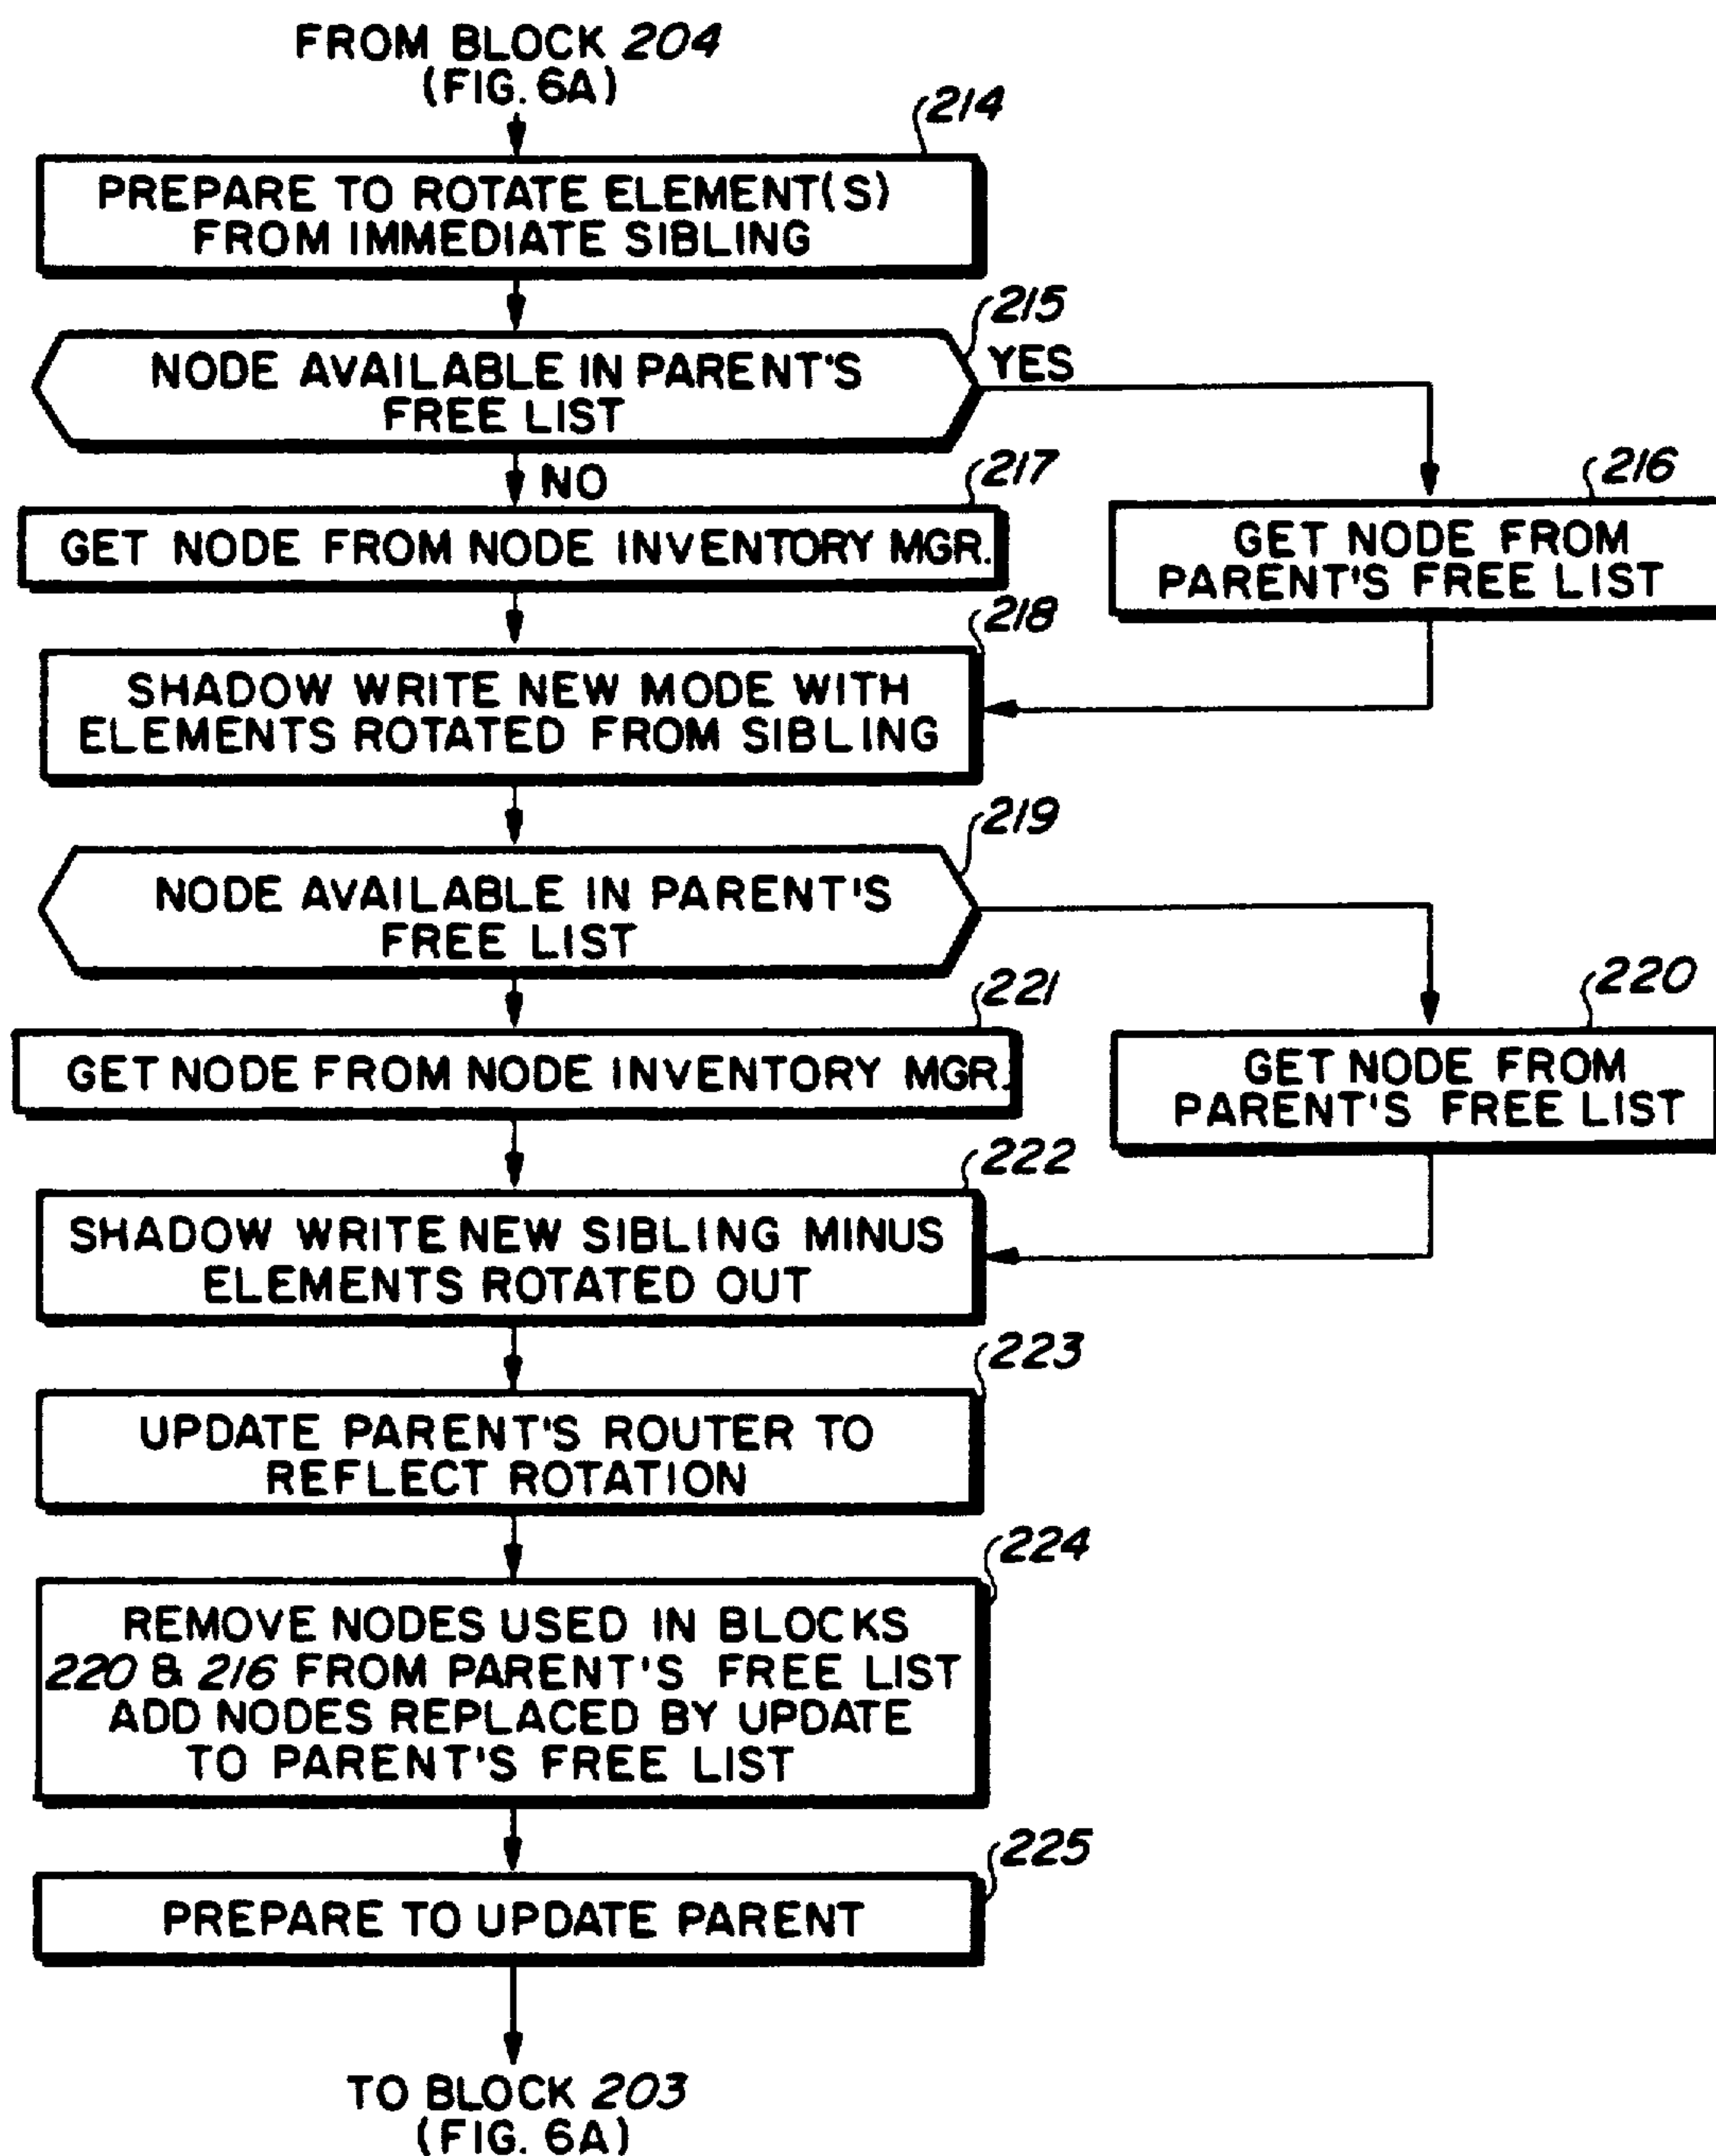 FROM BLOCK 204
(FIG. 6A)
214
PREPARE TO ROTATE ELEMENT(S)
FROM IMMEDIATE SIBLING
215
NODE AVAILABLE IN PARENT'S
FREE LIST
YES
NO
217
GET NODE FROM NODE INVENTORY MGR.
216
GET NODE FROM
PARENT'S FREE LIST
218
SHADOW WRITE NEW MODE WITH
ELEMENTS ROTATED FROM SIBLING
219
NODE AVAILABLE IN PARENT'S
FREE LIST
221
GET NODE FROM NODE INVENTORY MGR.
220
GET NODE FROM
PARENT'S FREE LIST
222
SHADOW WRITE NEW SIBLING MINUS
ELEMENTS ROTATED OUT
223
UPDATE PARENT'S ROUTER TO
REFLECT ROTATION
224
REMOVE NODES USED IN BLOCKS
220 & 216 FROM PARENT'S FREE LIST
ADD NODES REPLACED BY UPDATE
TO PARENT'S FREE LIST
225
PREPARE TO UPDATE PARENT
TO BLOCK 203
(FIG. 6A)